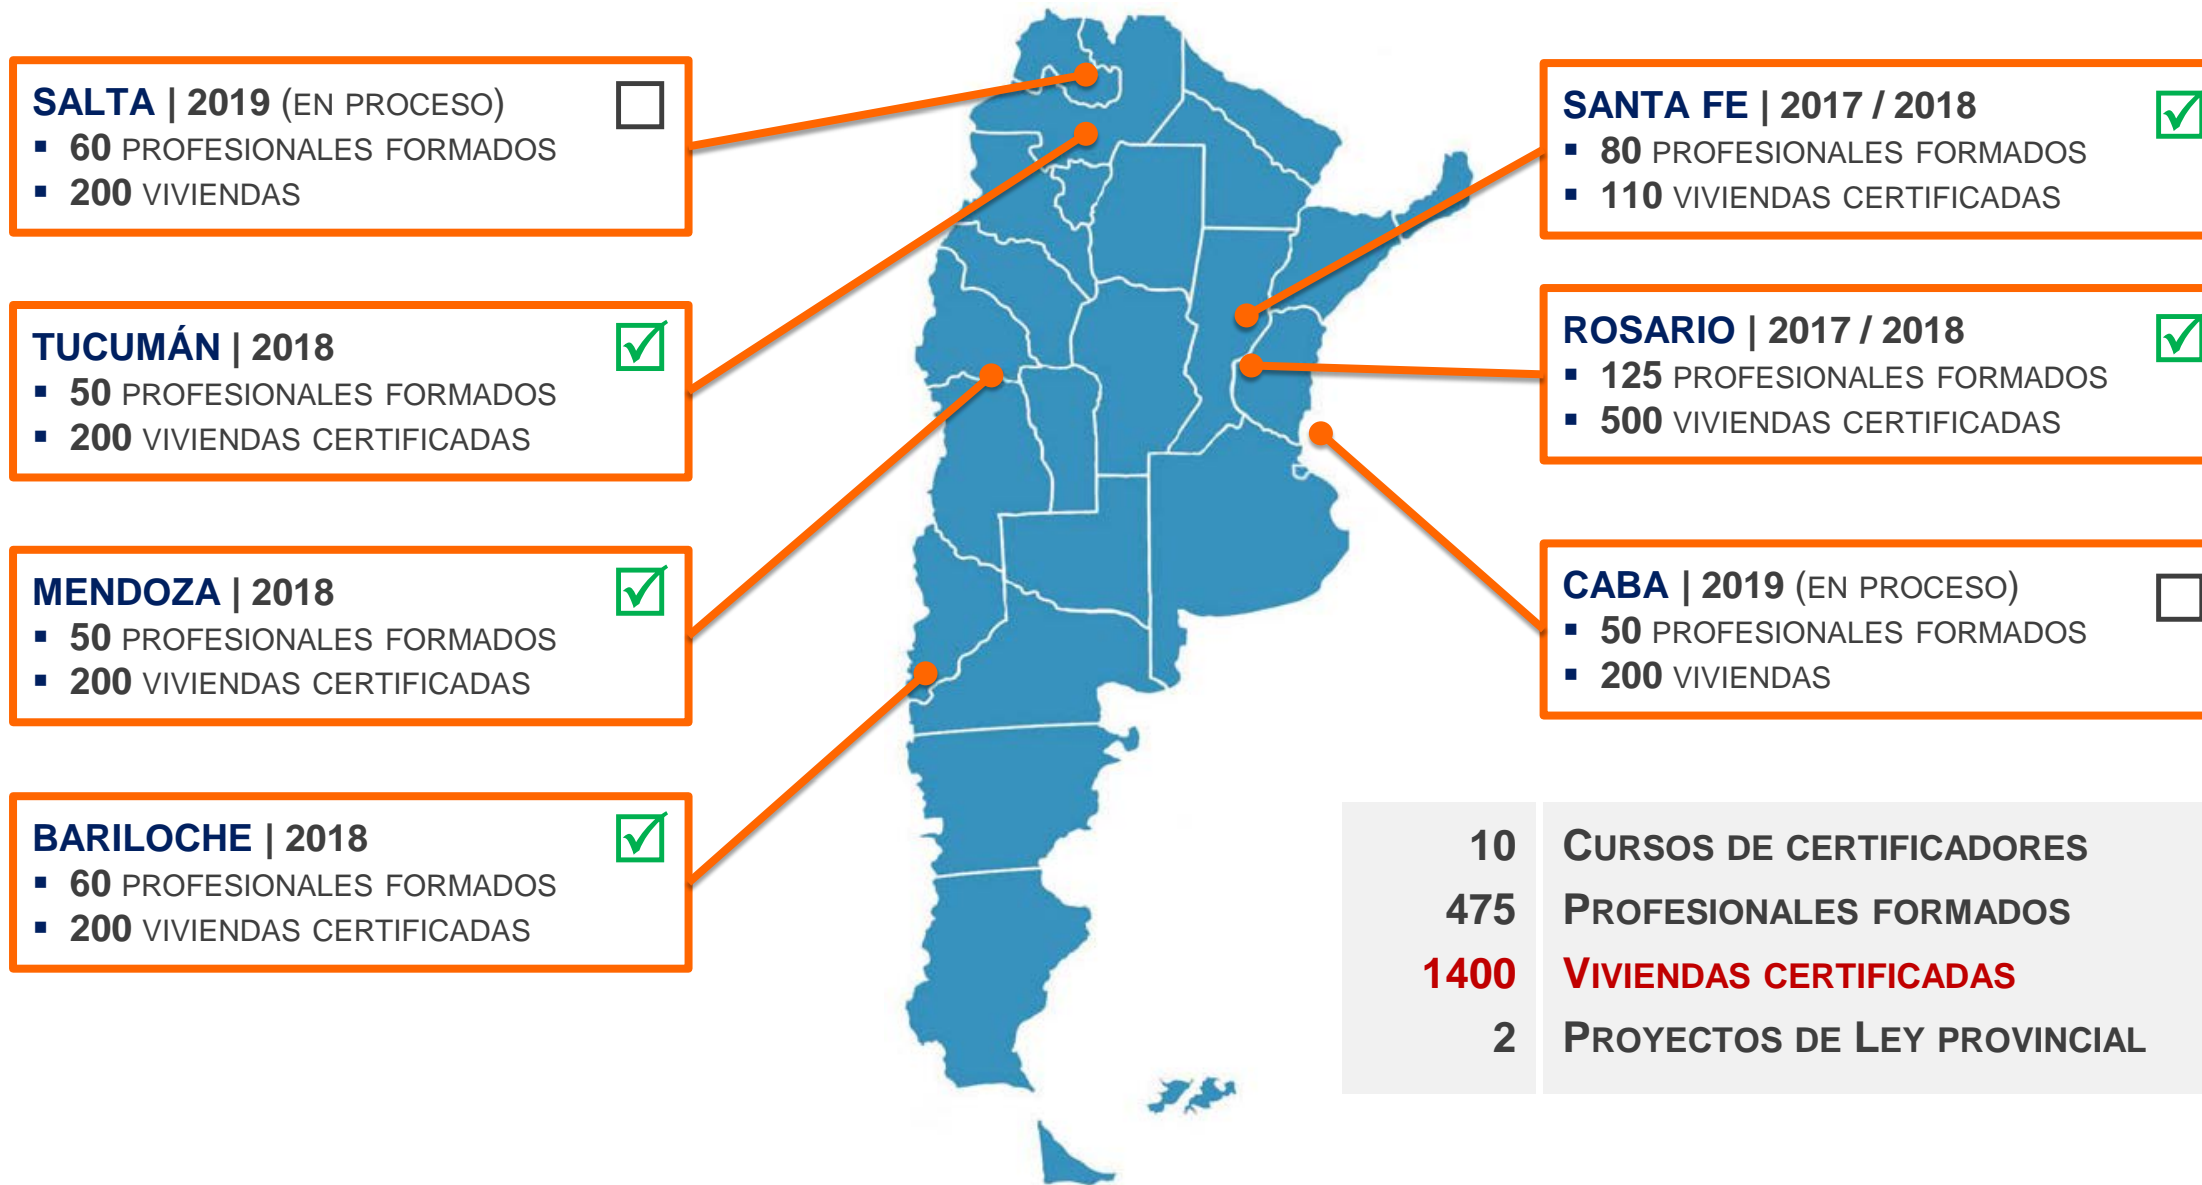 SALTA | 2019 (EN PROCESO)
▪ 60 PROFESIONALES FORMADOS
▪ 200 VIVIENDAS
TUCUMÁN | 2018
▪ 50 PROFESIONALES FORMADOS
▪ 200 VIVIENDAS CERTIFICADAS
MENDOZA | 2018
▪ 50 PROFESIONALES FORMADOS
▪ 200 VIVIENDAS CERTIFICADAS
BARILOCHE | 2018
▪ 60 PROFESIONALES FORMADOS
▪ 200 VIVIENDAS CERTIFICADAS
SANTA FE | 2017 / 2018
▪ 80 PROFESIONALES FORMADOS
▪ 110 VIVIENDAS CERTIFICADAS
ROSARIO | 2017 / 2018
▪ 125 PROFESIONALES FORMADOS
▪ 500 VIVIENDAS CERTIFICADAS
CABA | 2019 (EN PROCESO)
▪ 50 PROFESIONALES FORMADOS
▪ 200 VIVIENDAS
10 CURSOS DE CERTIFICADORES
475 PROFESIONALES FORMADOS
1400 VIVIENDAS CERTIFICADAS
2 PROYECTOS DE LEY PROVINCIAL